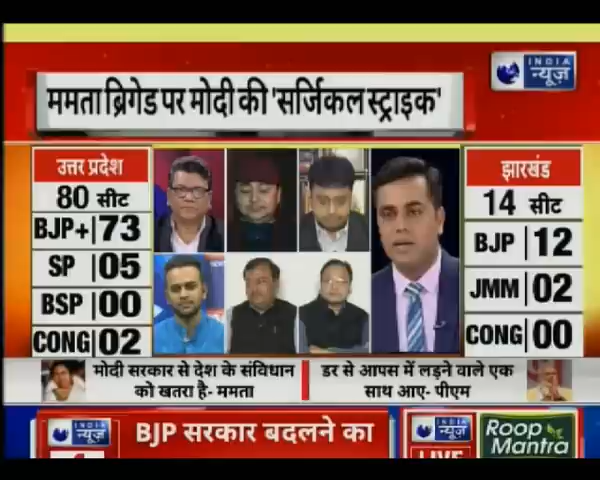 INDIA
न्यूज़
ममता ब्रिगेड पर मोदी की 'सर्जिकल स्ट्राइक'
उत्तर प्रदेश
80 सीट
BJP+ 73
SP 05
BSP 00
CONG 02
झारखंड
14 सीट
BJP 12
JMM 02
CONG 00
मोदी सरकार से देश के संविधान
को खतरा है- ममता
डर से आपस में लड़ने वाले एक
साथ आए- पीएम
INDIA
न्यूज़
BJP सरकार बदलने का
INDIA
न्यूज़
LIVE
Roop
Mantra